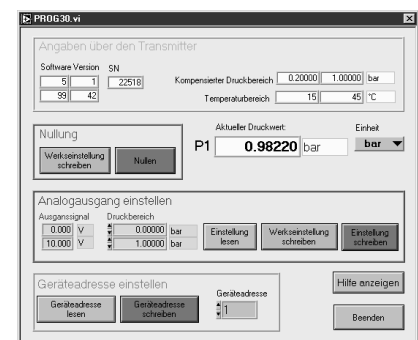 PROG30.vi
Angaben über den Transmitter
Software Version SN
5 1 22518
99 42
Kompensierter Druckbereich 0.20000 1.00000 bar
Temperaturbereich 15 45 °C
Nullung
Werkseinstellung schreiben
Nullen
Aktueller Druckwert: Einheit
P1 0.98220 bar bar
Analogausgang einstellen
Ausganssignal Druckbereich
0.000 V 0.00000 bar
10.000 V 1.00000 bar
Einstellung lesen
Werkseinstellung schreiben
Einstellung schreiben
Geräteadresse einstellen
Geräteadresse lesen
Geräteadresse schreiben
Geräteadresse
1
Hilfe anzeigen
Beenden